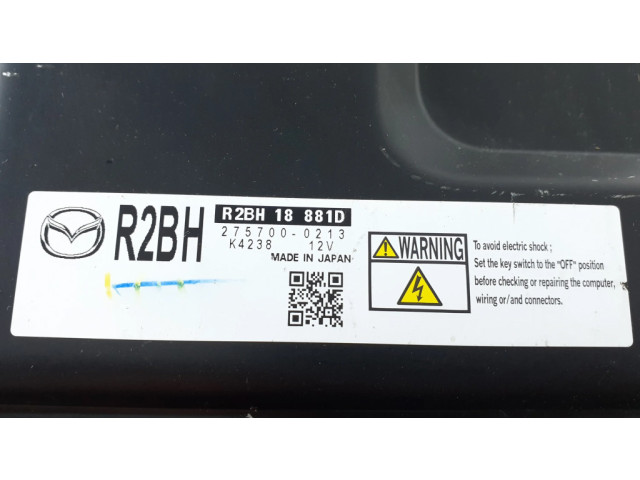 R2BH
R2BH 18 881D
275700-0213
K4238 12V
MADE IN JAPAN
WARNING
To avoid electric shock ;
Set the key switch to the "OFF" position
before checking or repairing the computer,
wiring or/and connectors.